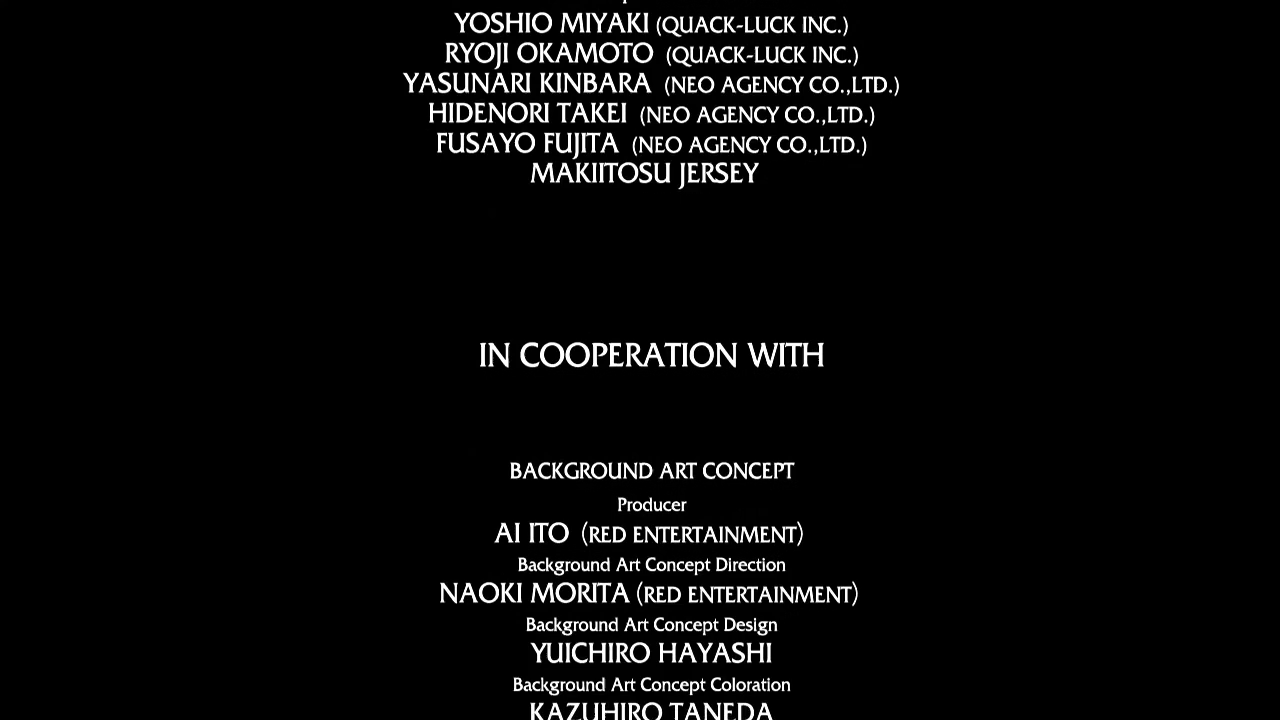 YOSHIO MIYAKI (QUACK-LUCK INC.)
RYOJI OKAMOTO (QUACK-LUCK INC.)
YASUNARI KINBARA (NEO AGENCY CO.,LTD.)
HIDENORI TAKEI (NEO AGENCY CO.,LTD.)
FUSAYO FUJITA (NEO AGENCY CO.,LTD.)
MAKIITOSU JERSEY
IN COOPERATION WITH
BACKGROUND ART CONCEPT
Producer
AI ITO (RED ENTERTAINMENT)
Background Art Concept Direction
NAOKI MORITA (RED ENTERTAINMENT)
Background Art Concept Design
YUICHIRO HAYASHI
Background Art Concept Coloration
KAZUHIRO TANEDA